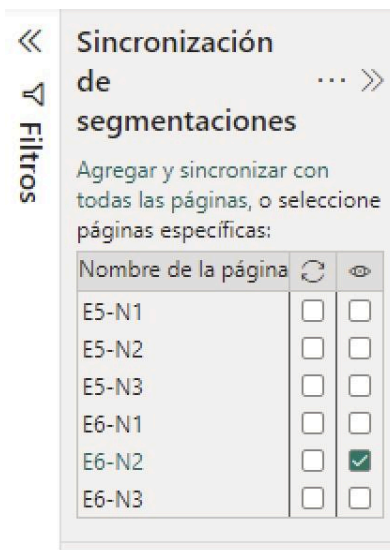 Filtros
Sincronización
de
segmentaciones
Agregar y sincronizar con
todas las páginas, o seleccione
páginas específicas:
Nombre de la página
E5-N1
E5-N2
E5-N3
E6-N1
E6-N2
E6-N3